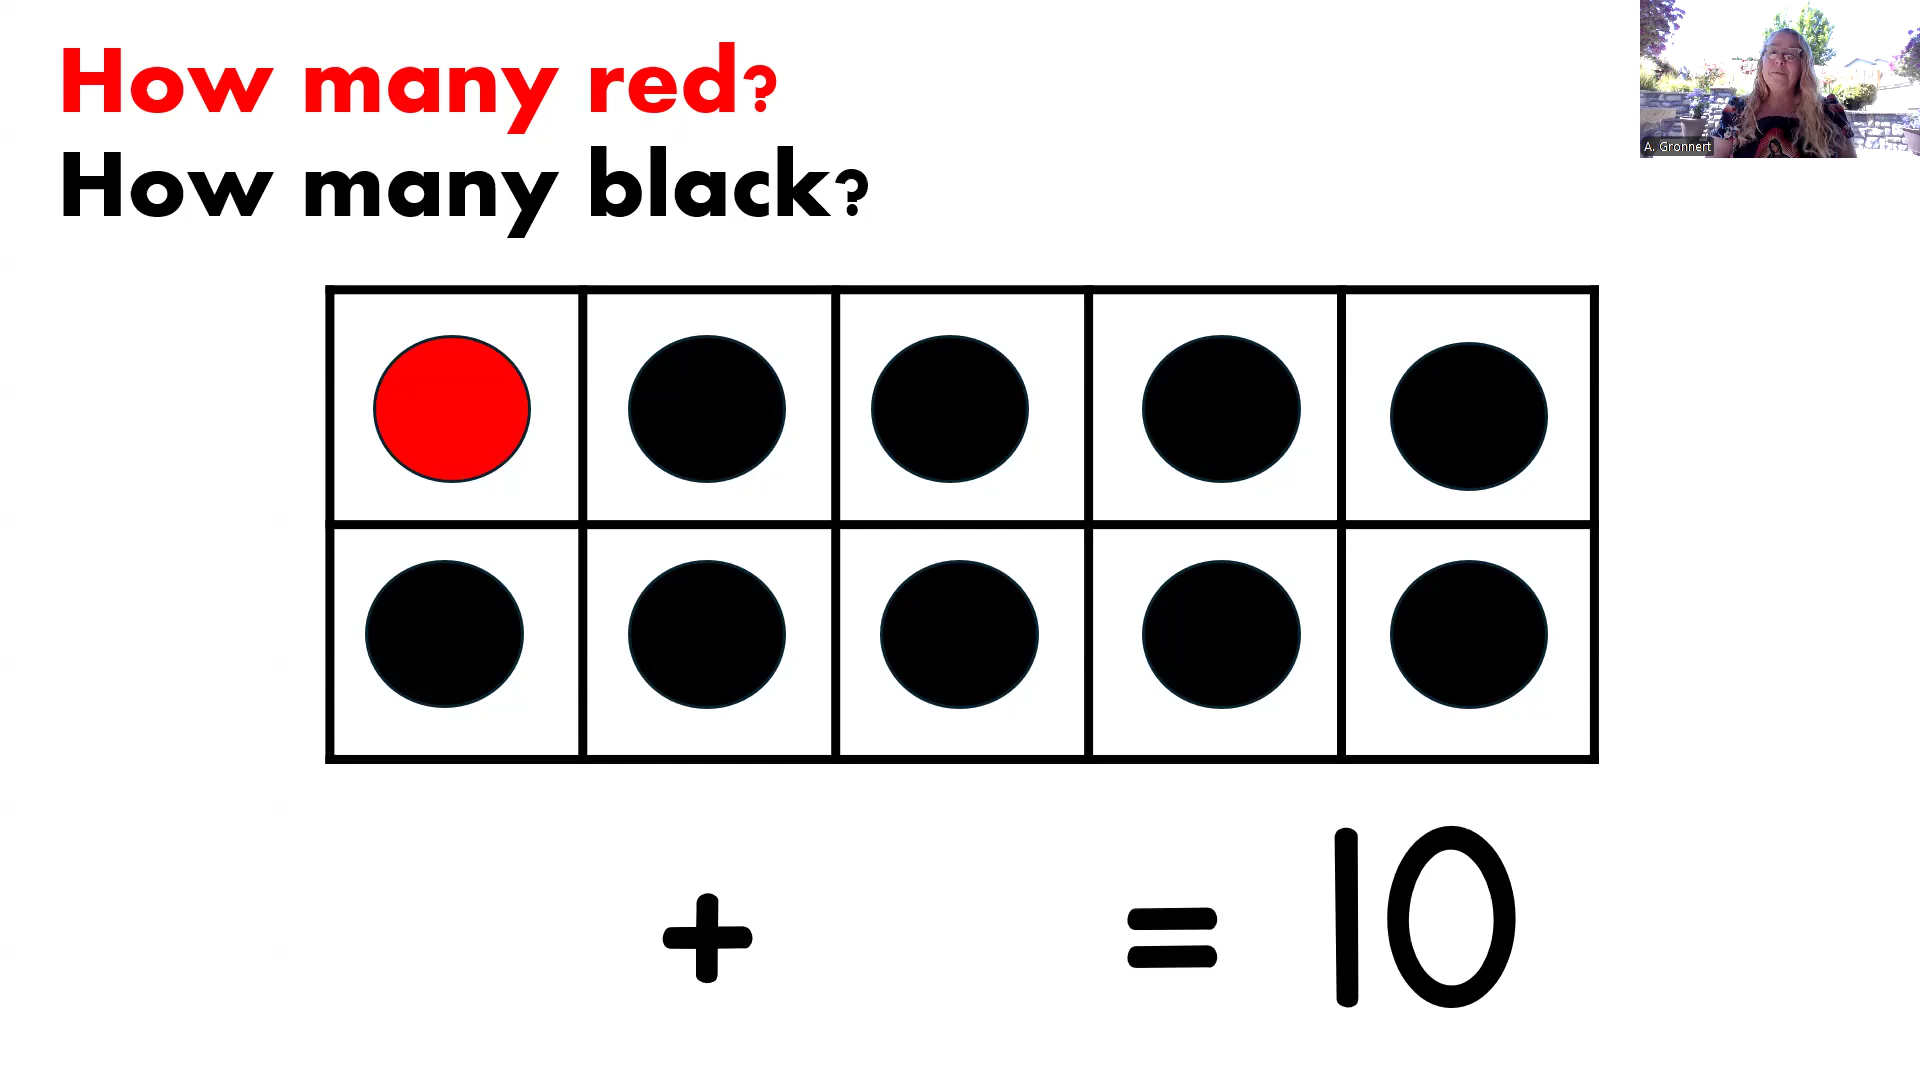 How many red?
A. Gronnert
How many black?
+ = 10